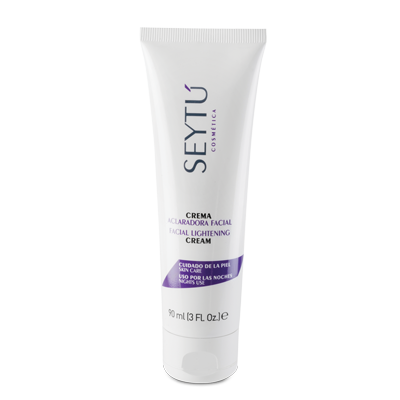 SEYTÚ
COSMÉTICA
CREMA
ACLARADORA FACIAL
FACIAL LIGHTENING
CREAM
CUIDADO DE LA PIEL
SKIN CARE
USO POR LAS NOCHES
NIGHTS USE
90 ml (3 FL Oz.) ℮